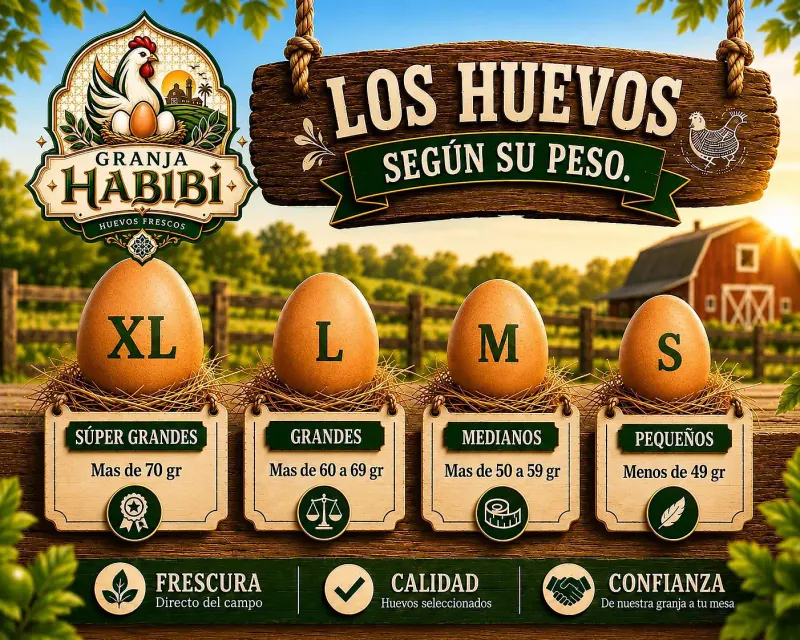 GRANJA
HABIBI
HUEVOS FRESCOS
LOS HUEVOS
SEGÚN SU PESO.
XL
L
M
S
SÚPER GRANDES
Mas de 70 gr
GRANDES
Mas de 60 a 69 gr
MEDIANOS
Mas de 50 a 59 gr
PEQUEÑOS
Menos de 49 gr
FRESCURA
Directo del campo
CALIDAD
Huevos seleccionados
CONFIANZA
De nuestra granja a tu mesa